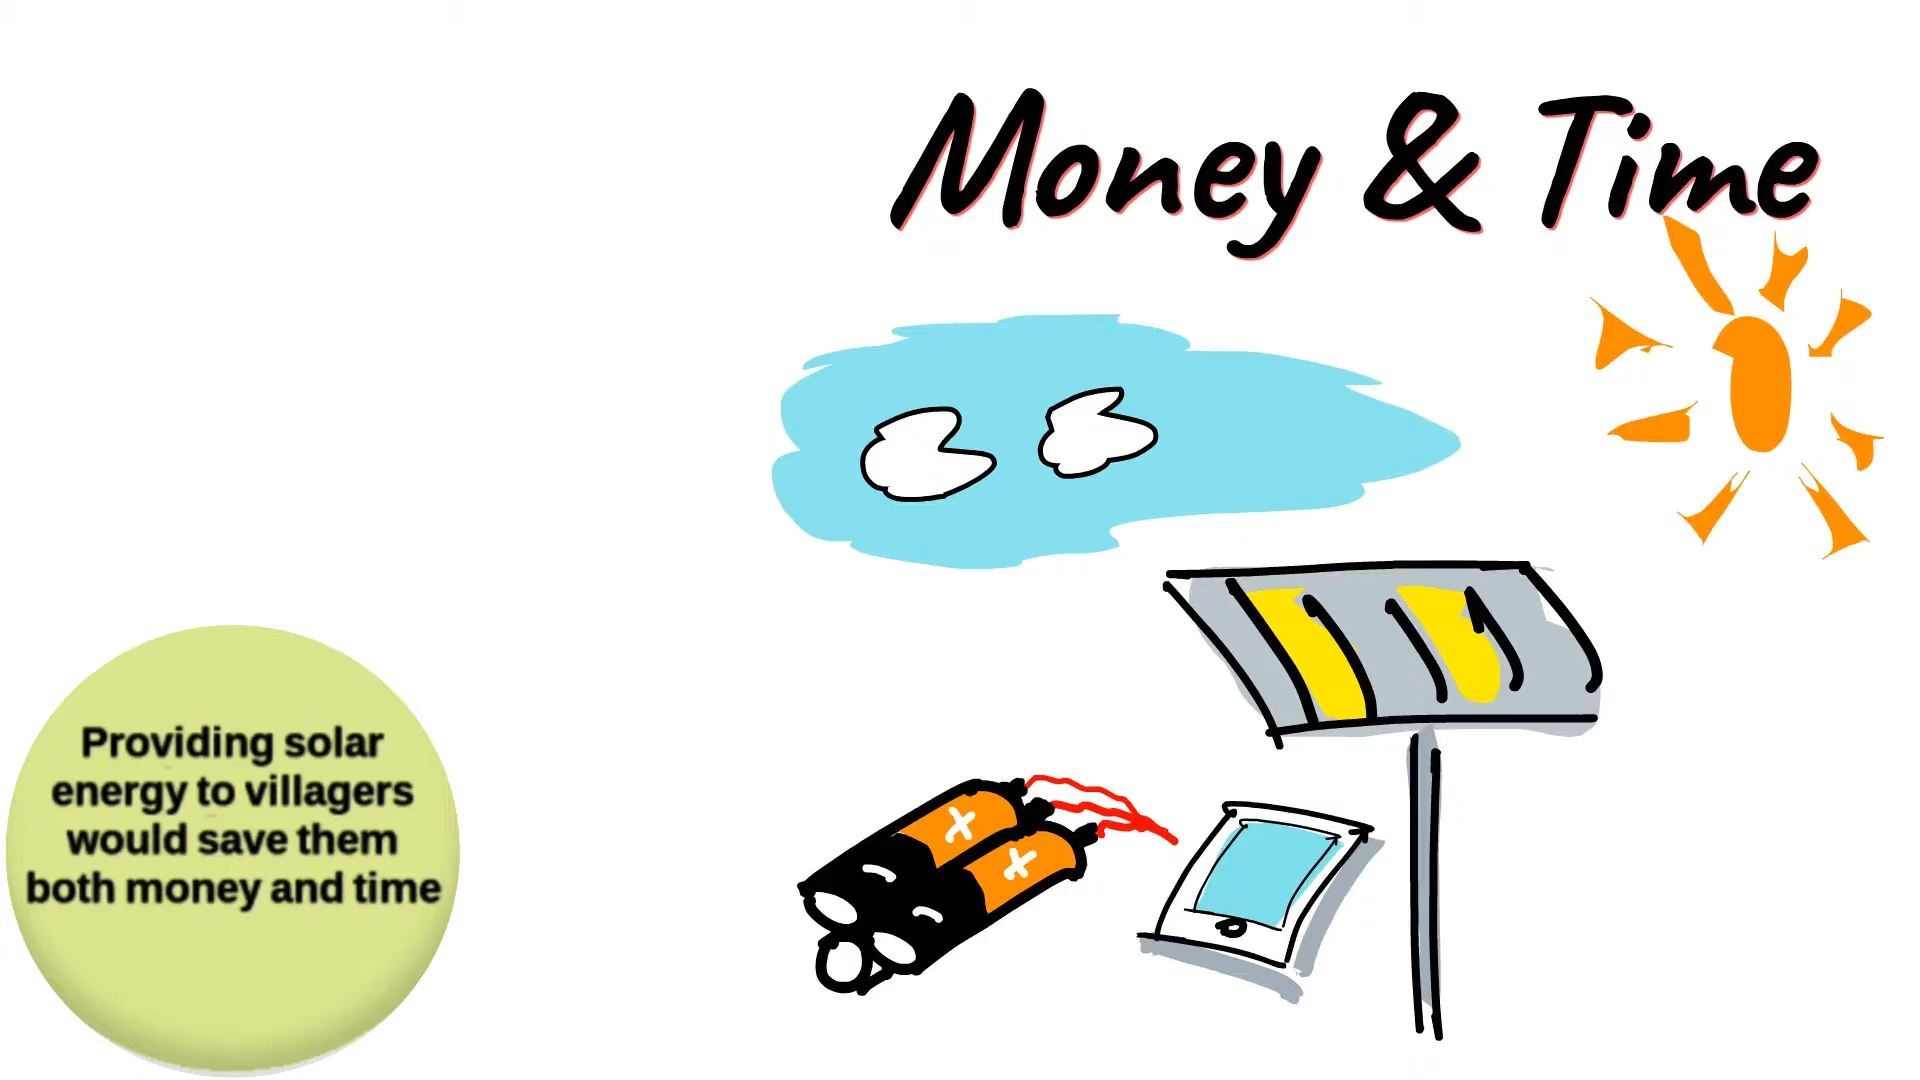 Money & Time
Providing solar
energy to villagers
would save them
both money and time